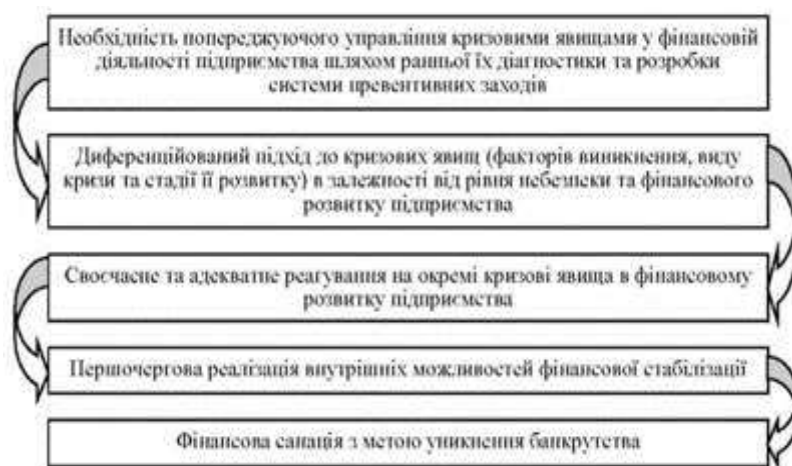 Необхідність попереджуючого управління кризовими явищами у фінансовій
діяльності підприємства шляхом ранньої їх діагностики та розробки
системи превентивних заходів
Диференційований підхід до кризових явищ (факторів виникнення, виду
кризи та стадії її розвитку) в залежності від рівня небезпеки та фінансового
розвитку підприємства
Своєчасне та адекватне реагування на окремі кризові явища в фінансовому
розвитку підприємства
Першочергова реалізація внутрішніх можливостей фінансової стабілізації
Фінансова санація з метою уникнення банкрутства